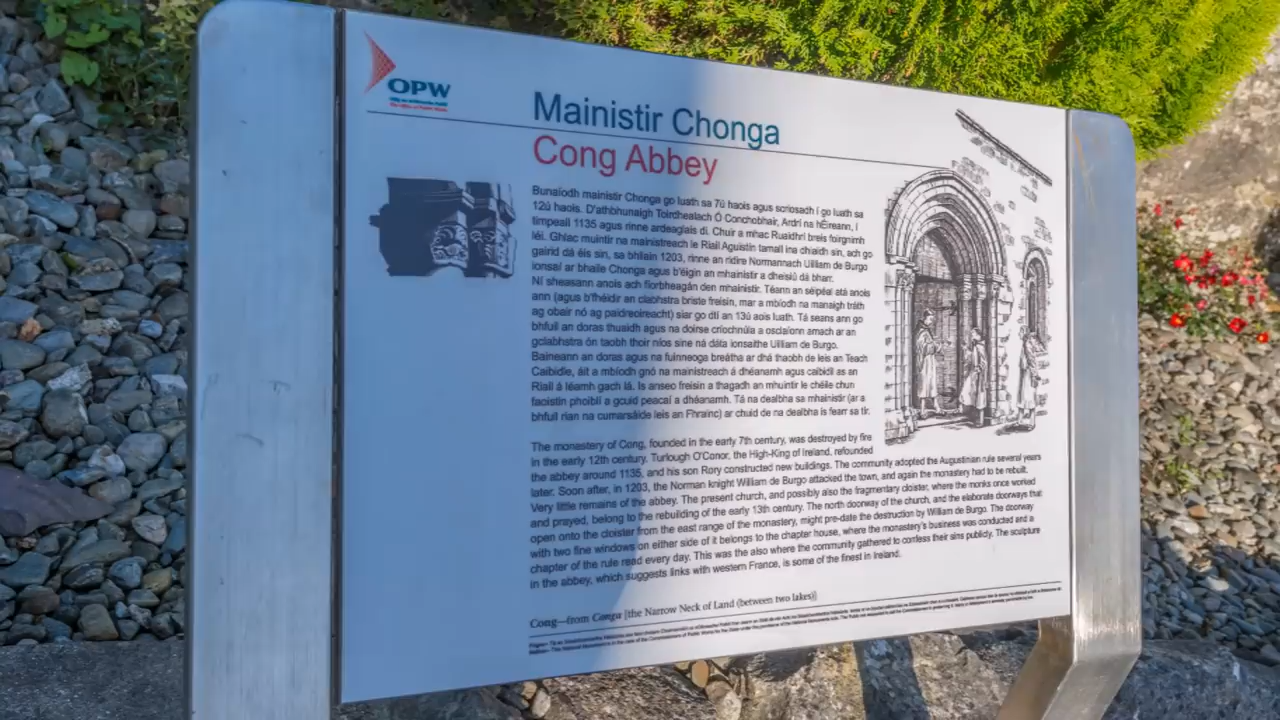 OPW
Oifig na nOibreacha Poiblí
The Office of Public Works
Mainistir Chonga
Cong Abbey
Bunaíodh mainistir Chonga go luath sa 7ú haois agus scriosadh í go luath sa
12ú haois. D'athbhunaigh Toirdhealach Ó Conchobhair, Ardrí na hÉireann, í
timpeall 1135 agus rinne ardeaglais di. Chuir a mhac Ruaidhrí breis foirgnimh
léi. Ghlac muintir na mainistreach le Riail Aguistín tamall ina dhiaidh sin, ach go
gairid dá éis sin, sa bhliain 1203, rinne an ridire Normannach Uilliam de Burgo
ionsaí ar bhaile Chonga agus b'éigin an mhainistir a dheisiú dá bharr.
Ní sheasann anois ach fíorbheagán den mhainistir. Téann an séipéal atá anois
ann (agus b'fhéidir an clabhstra briste freisin, mar a mbíodh na manaigh tráth
ag obair nó ag paidreoireacht) siar go dtí an 13ú aois luath. Tá seans ann go
bhfuil an doras thuaidh agus na doirse críochnúla a osclaíonn amach ar an
gclabhstra ón taobh thoir níos sine ná dáta ionsaithe Uilliam de Burgo.
Baineann an doras agus na fuinneoga breátha ar dhá thaobh de leis an Teach
Caibidle, áit a mbíodh gnó na mainistreach á dhéanamh agus caibidil as an
Riail á léamh gach lá. Is anseo freisin a thagadh an mhuintir le chéile chun
faoistin phoiblí a gcuid peacaí a dhéanamh. Tá na dealbha sa mhainistir (ar a
bhfuil rian na cumarsáide leis an Fhrainc) ar chuid de na dealbha is fearr sa tír.
The monastery of Cong, founded in the early 7th century, was destroyed by fire
in the early 12th century. Turlough O'Conor, the High-King of Ireland, refounded
the abbey around 1135, and his son Rory constructed new buildings. The community adopted the Augustinian rule several years
later. Soon after, in 1203, the Norman knight William de Burgo attacked the town, and again the monastery had to be rebuilt.
Very little remains of the abbey. The present church, and possibly also the fragmentary cloister, where the monks once worked
and prayed, belong to the rebuilding of the early 13th century. The north doorway of the church, and the elaborate doorways that
open onto the cloister from the east range of the monastery, might pre-date the destruction by William de Burgo. The doorway
with two fine windows on either side of it belongs to the chapter house, where the monastery's business was conducted and a
chapter of the rule read every day. This was the also where the community gathered to confess their sins publicly. The sculpture
in the abbey, which suggests links with western France, is some of the finest in Ireland.
Cong—from Conga [the Narrow Neck of Land (between two lakes)]